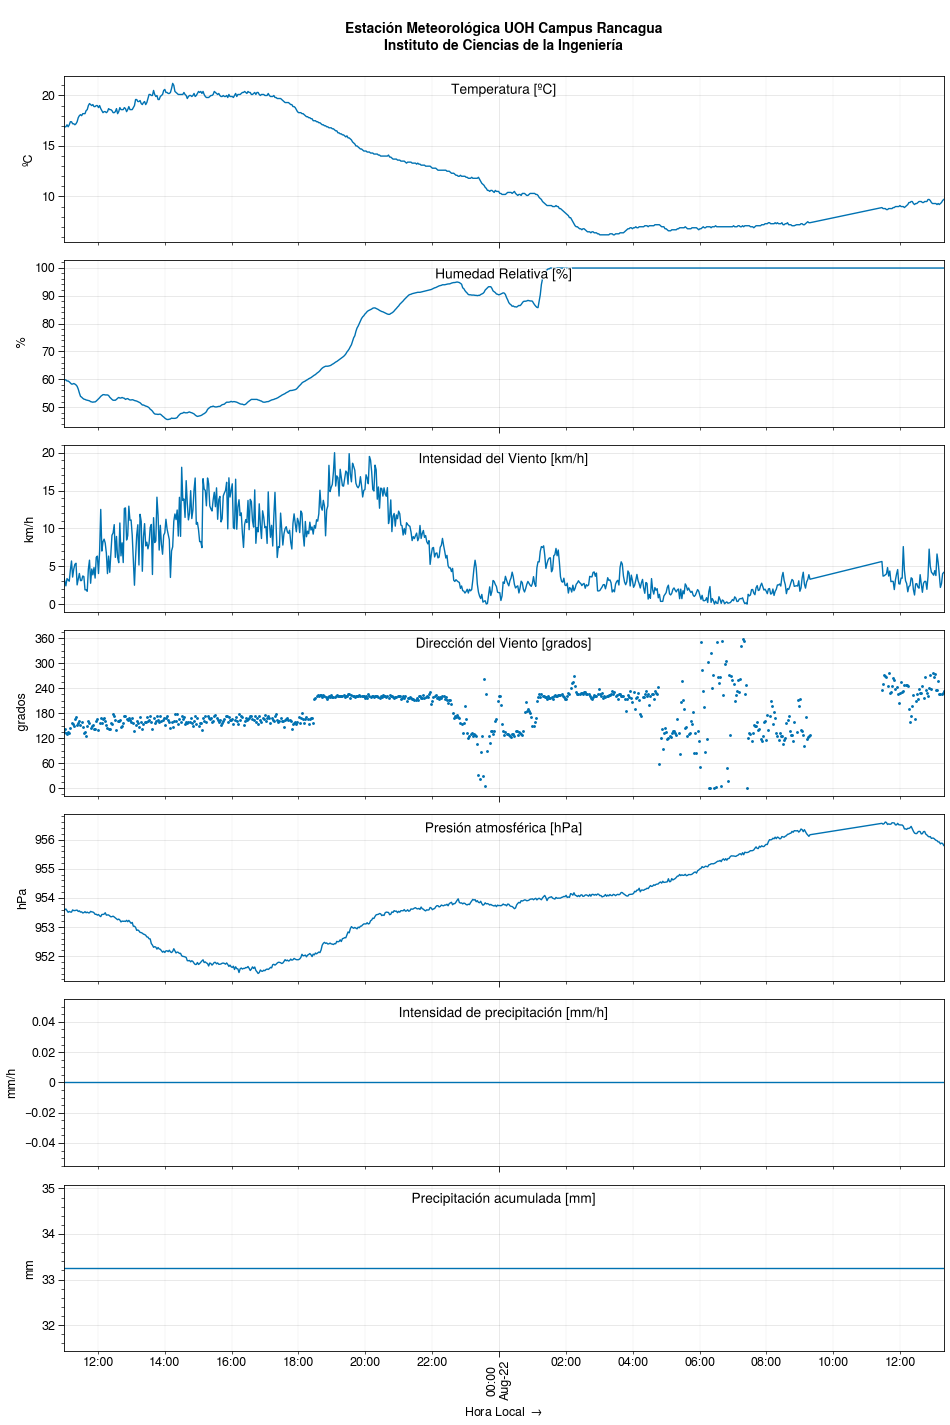 Estación Meteorológica UOH Campus Rancagua
Instituto de Ciencias de la Ingeniería
Temperatura [ºC]
20
15
10
ºC
Humedad Relativa [%]
100
90
80
70
60
50
%
Intensidad del Viento [km/h]
20
15
10
5
0
km/h
Dirección del Viento [grados]
360
300
240
180
120
60
0
grados
Presión atmosférica [hPa]
956
955
954
953
952
hPa
Intensidad de precipitación [mm/h]
0.04
0.02
0
−0.02
−0.04
mm/h
Precipitación acumulada [mm]
35
34
33
32
mm
12:00 14:00 16:00 18:00 20:00 22:00 00:00 02:00 04:00 06:00 08:00 10:00 12:00
Aug-22
Hora Local →